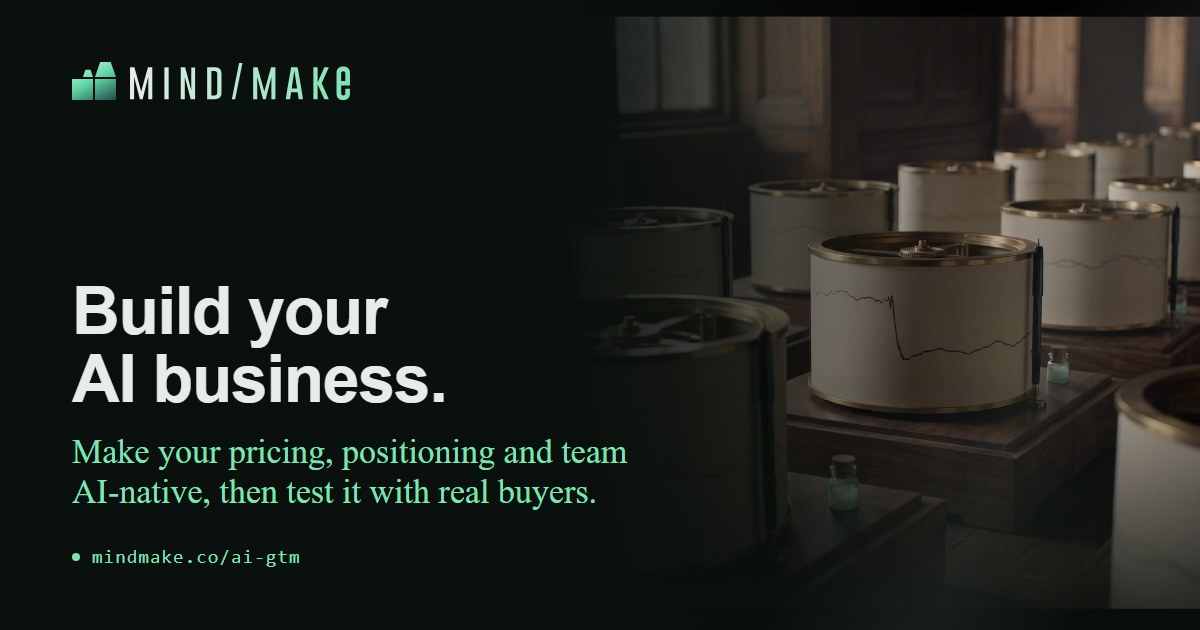 MIND/MAKE
Build your
AI business.
Make your pricing, positioning and team
AI-native, then test it with real buyers.
mindmake.co/ai-gtm